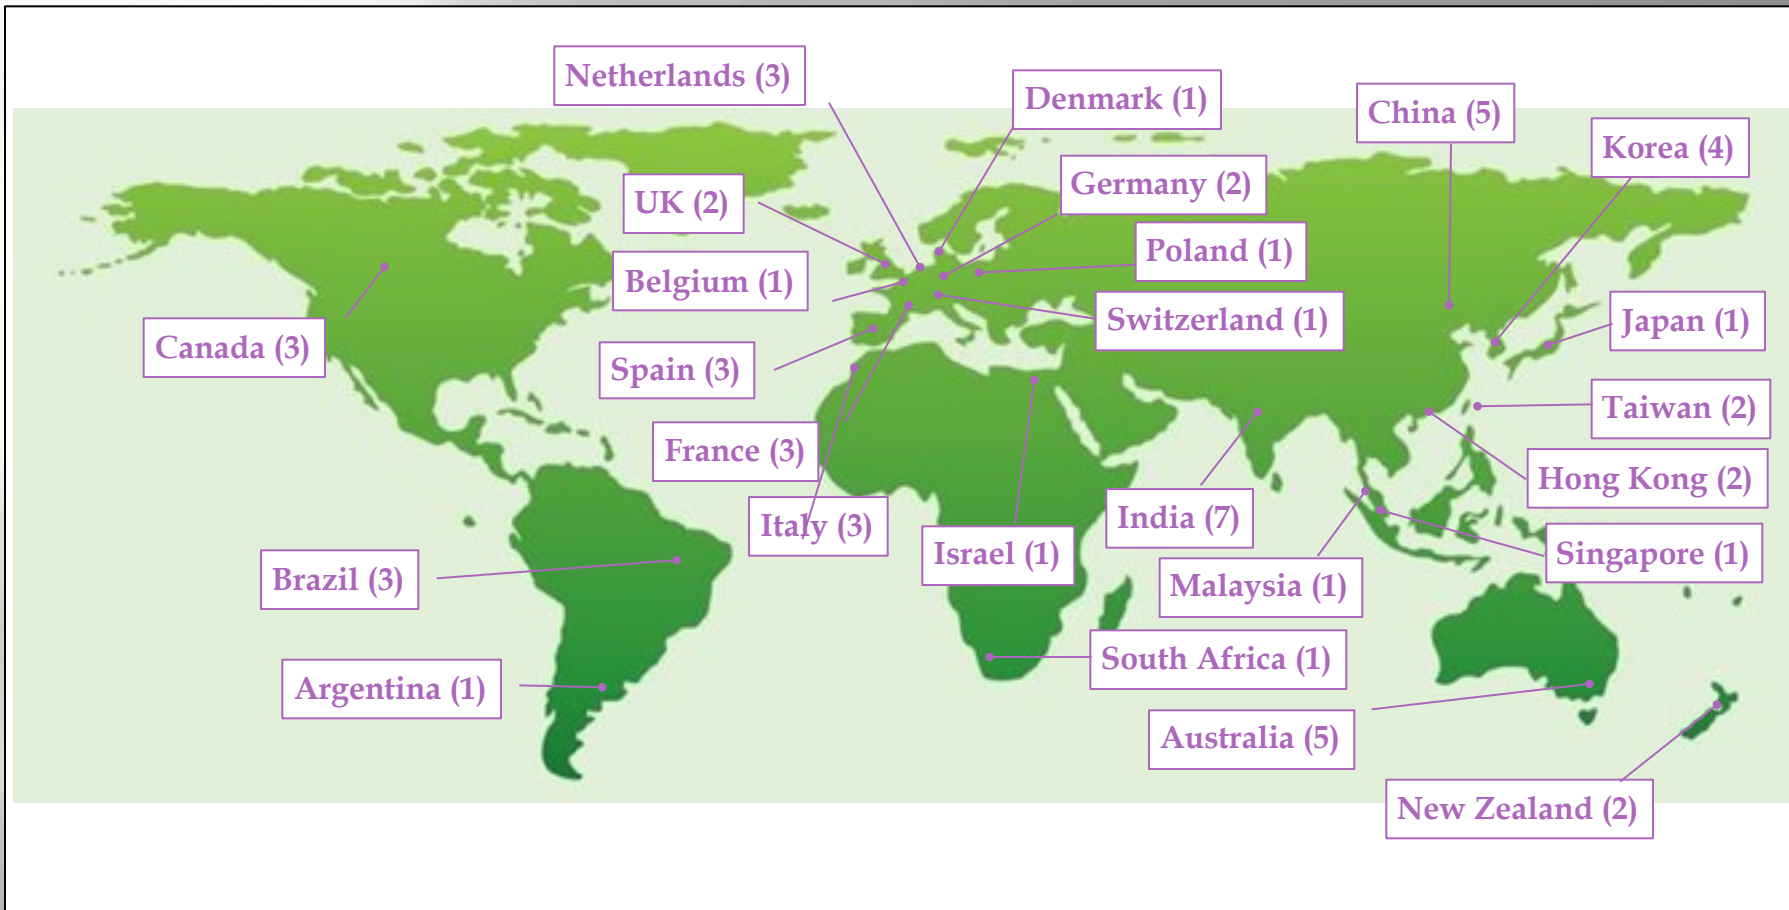 Netherlands (3)
Denmark (1)
China (5)
Korea (4)
UK (2)
Germany (2)
Poland (1)
Belgium (1)
Canada (3)
Switzerland (1)
Japan (1)
Spain (3)
Taiwan (2)
France (3)
Hong Kong (2)
Italy (3)
India (7)
Israel (1)
Singapore (1)
Brazil (3)
Malaysia (1)
South Africa (1)
Argentina (1)
Australia (5)
New Zealand (2)